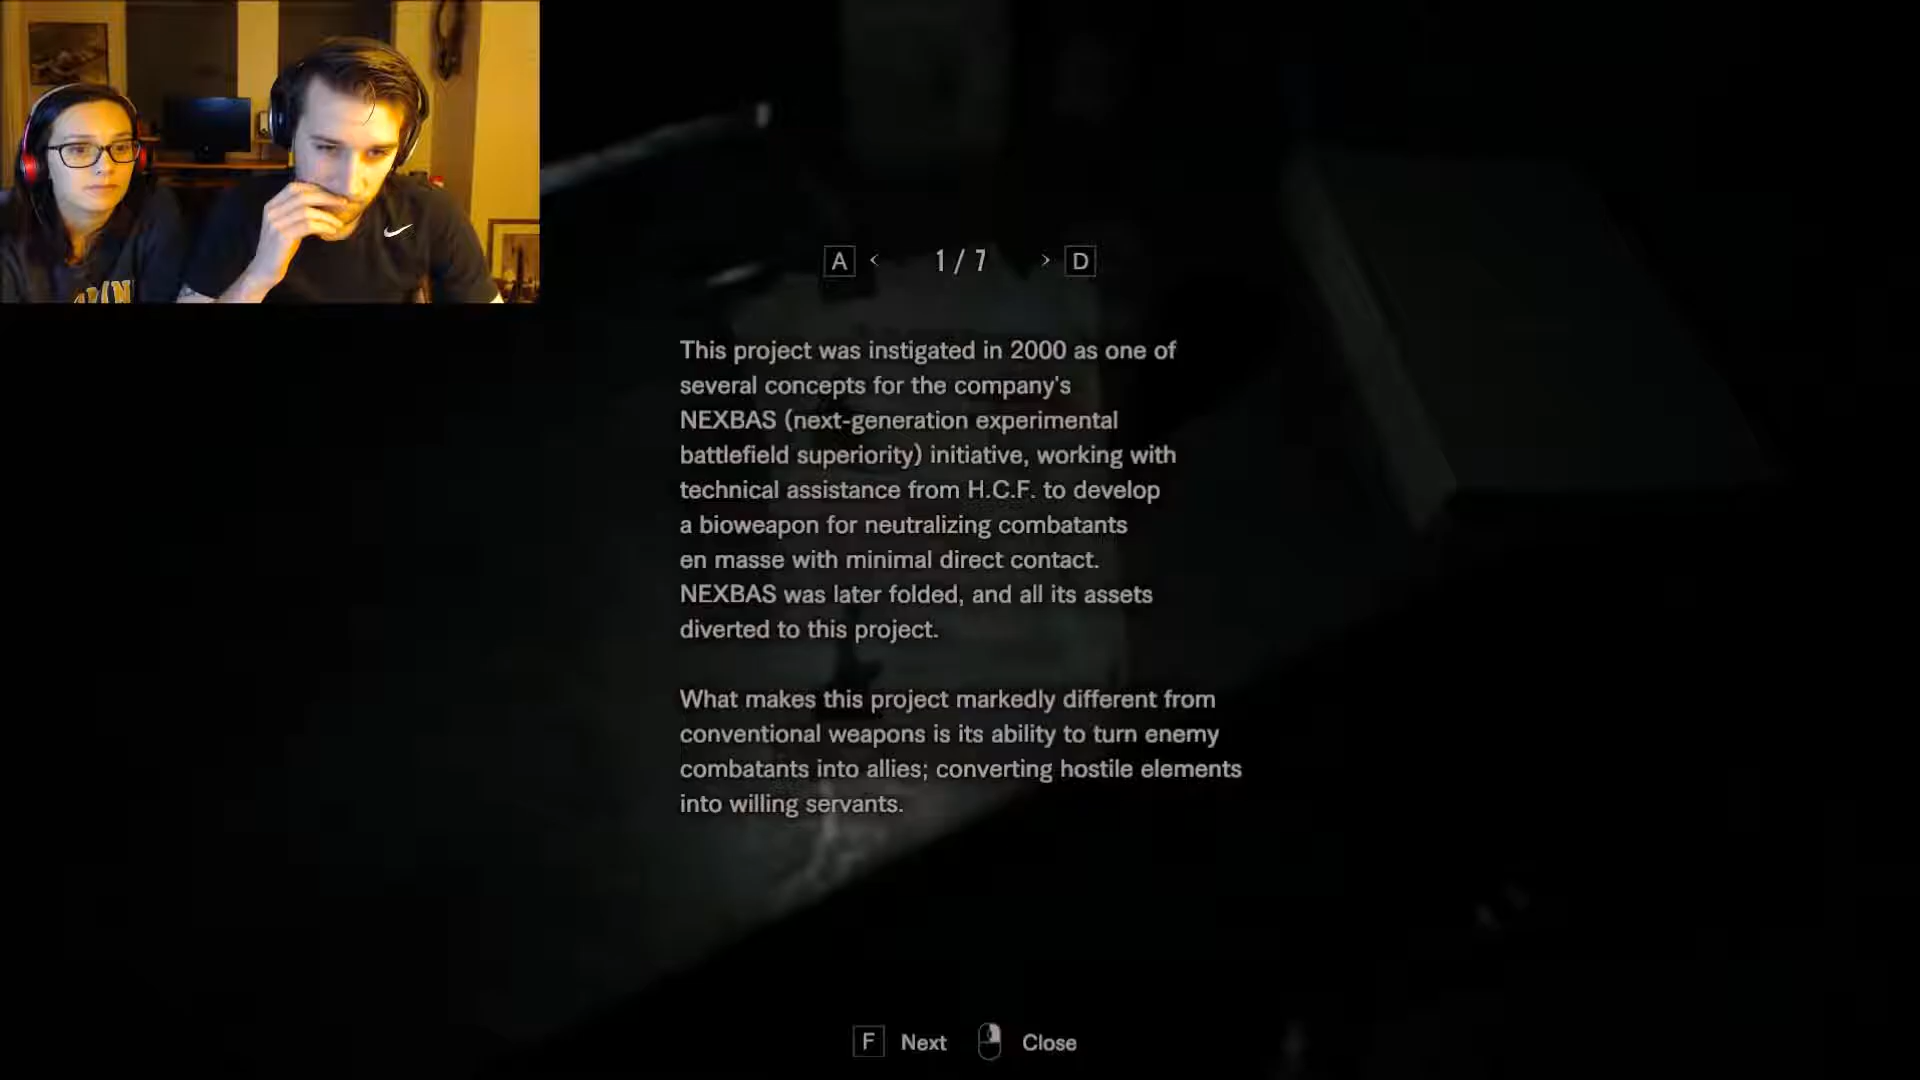 A < 1 / 7 > D
This project was instigated in 2000 as one of
several concepts for the company's
NEXBAS (next-generation experimental
battlefield superiority) initiative, working with
technical assistance from H.C.F. to develop
a bioweapon for neutralizing combatants
en masse with minimal direct contact.
NEXBAS was later folded, and all its assets
diverted to this project.
What makes this project markedly different from
conventional weapons is its ability to turn enemy
combatants into allies; converting hostile elements
into willing servants.
F Next Close